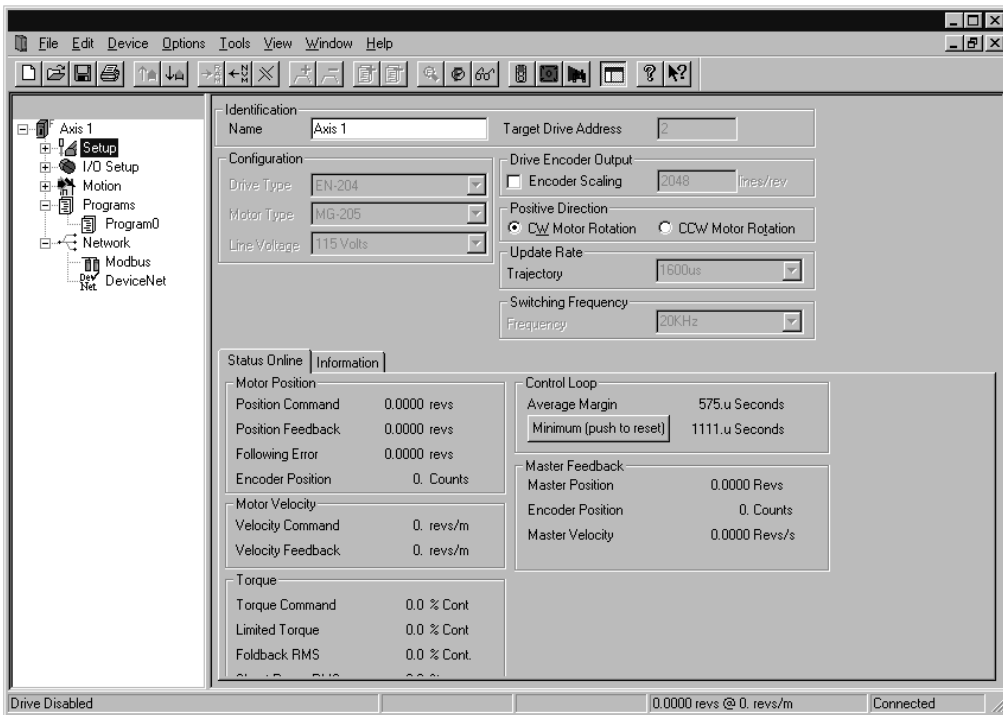 File Edit Device Options Tools View Window Help
Axis 1
Setup
I/O Setup
Motion
Programs
Program0
Network
Modbus
Dev Net DeviceNet
Identification
Name Axis 1 Target Drive Address 2
Configuration
Drive Type EN-204
Motor Type MG-205
Line Voltage 115 Volts
Drive Encoder Output
Encoder Scaling 2048 lines/rev
Positive Direction
CW Motor Rotation CCW Motor Rotation
Update Rate
Trajectory 1600us
Switching Frequency
Frequency 20KHz
Status Online Information
Motor Position
Position Command 0.0000 revs
Position Feedback 0.0000 revs
Following Error 0.0000 revs
Encoder Position 0. Counts
Motor Velocity
Velocity Command 0. revs/m
Velocity Feedback 0. revs/m
Torque
Torque Command 0.0 % Cont
Limited Torque 0.0 % Cont
Foldback RMS 0.0 % Cont.
Control Loop
Average Margin 575.u Seconds
Minimum (push to reset) 1111.u Seconds
Master Feedback
Master Position 0.0000 Revs
Encoder Position 0. Counts
Master Velocity 0.0000 Revs/s
Drive Disabled 0.0000 revs @ 0. revs/m Connected